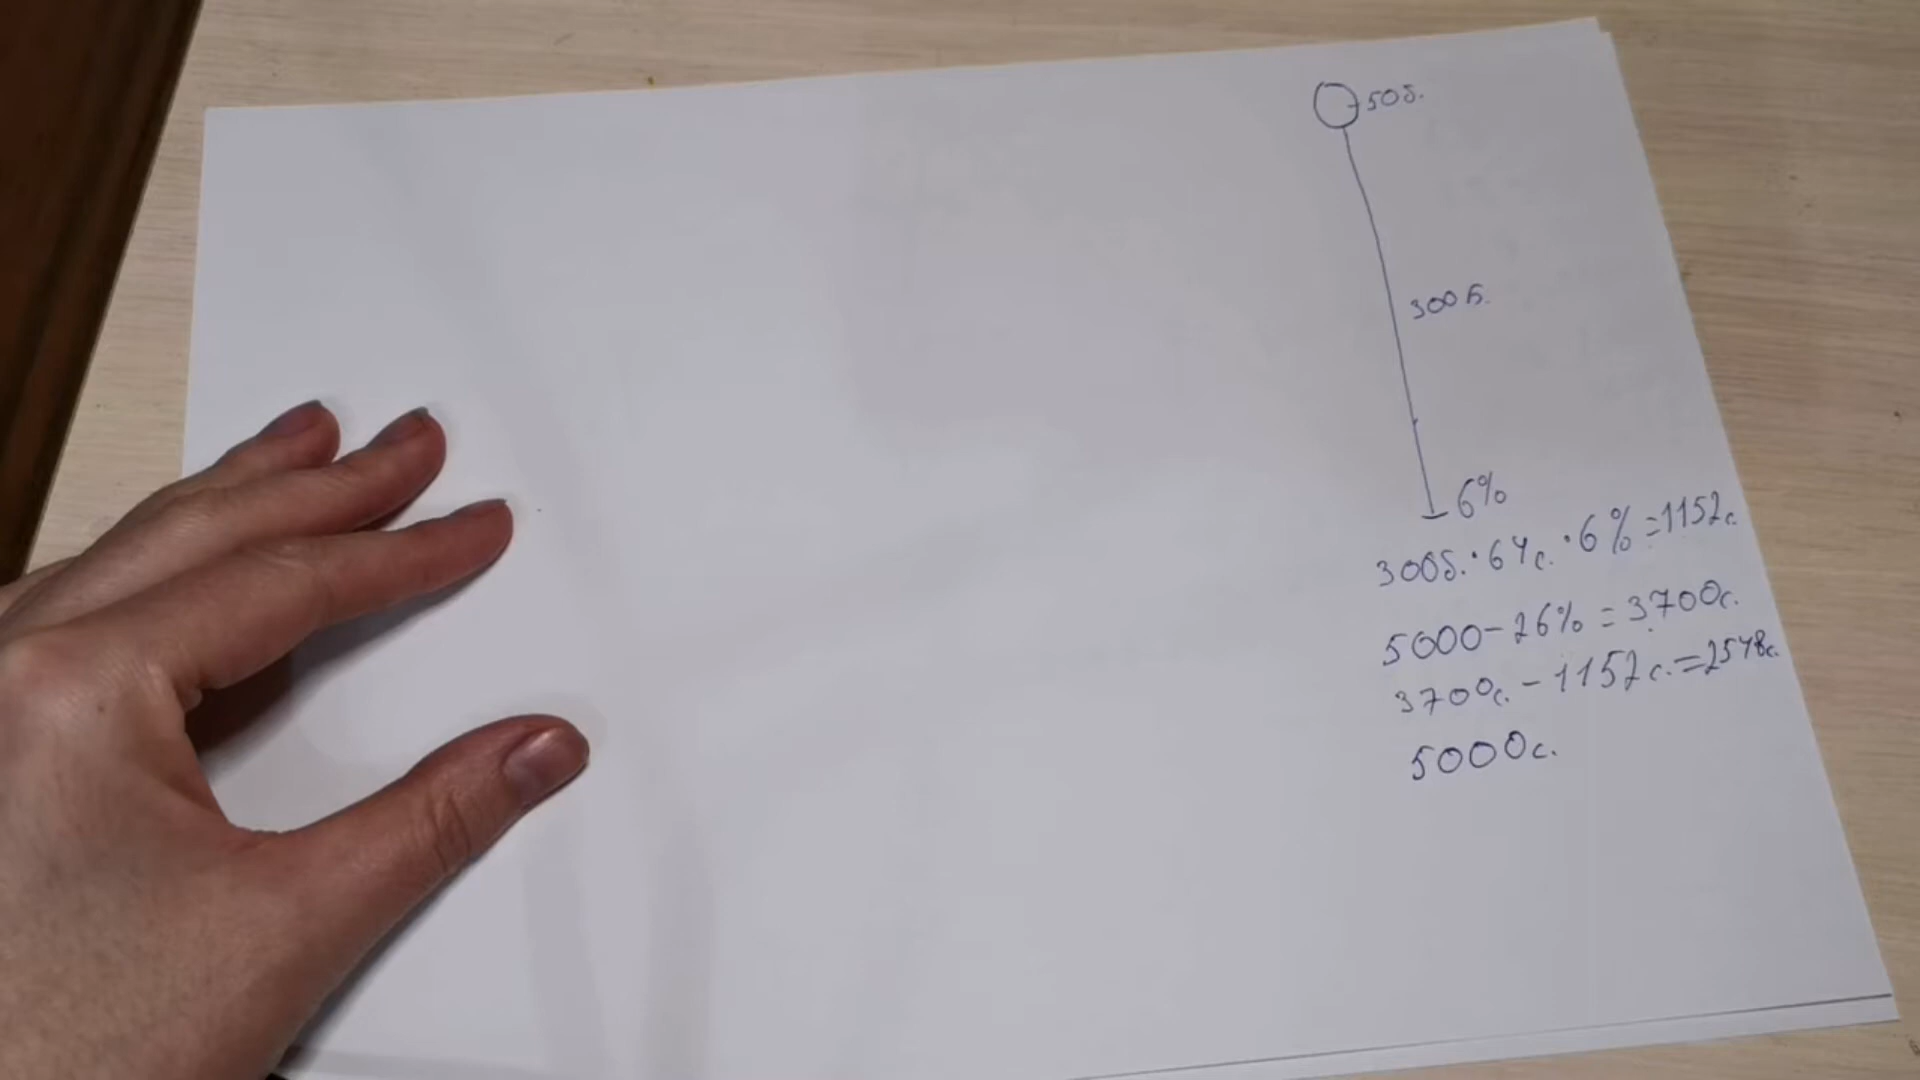 50б.
300б.
6%
300б. · 64с. · 6% = 1152с.
5000 - 26% = 3700с.
3700с. - 1152с. = 2548с.
5000с.